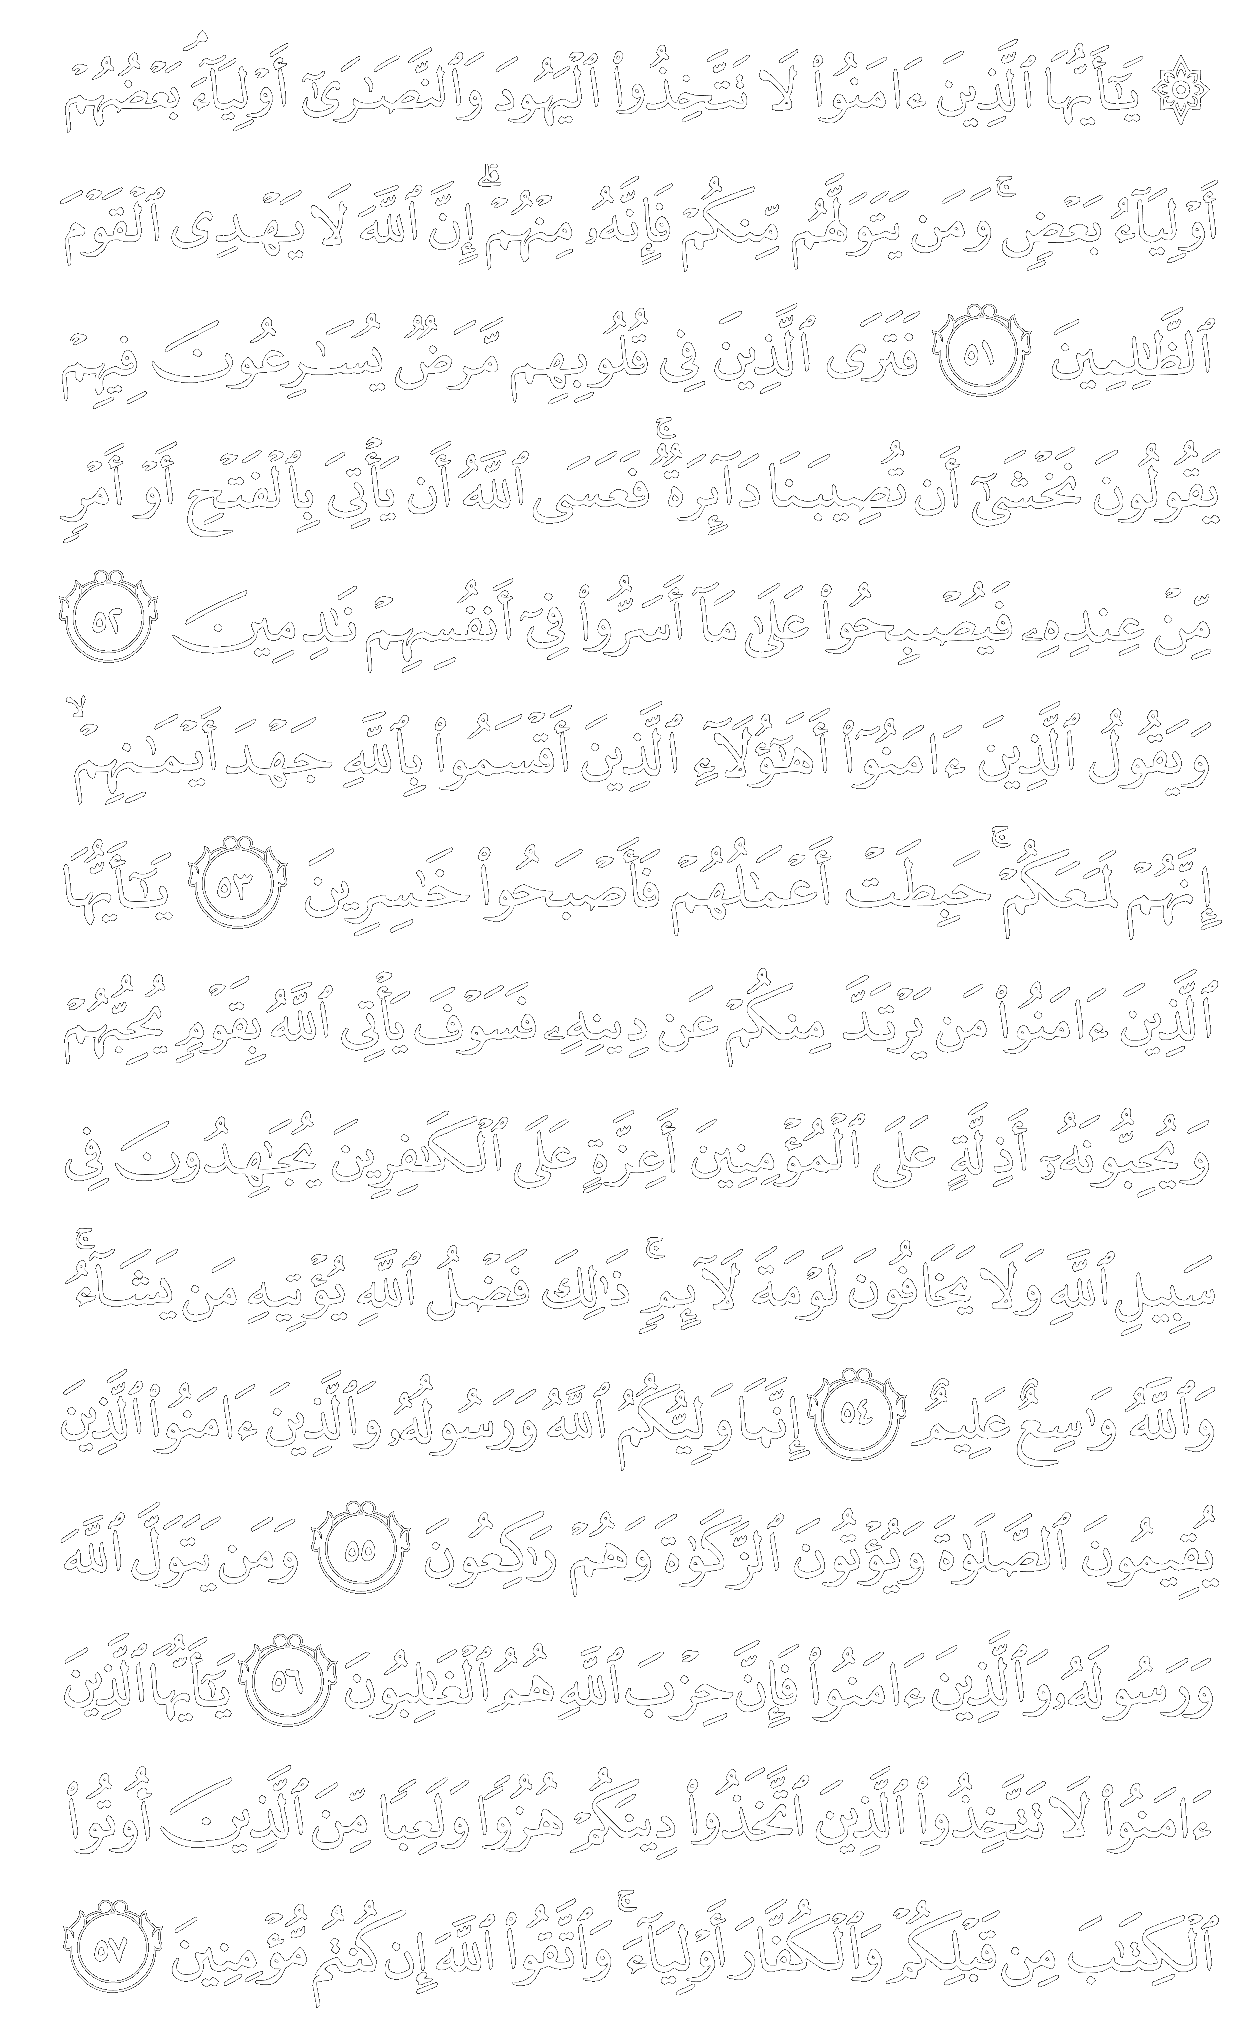 ۞ يَٰٓأَيُّهَا ٱلَّذِينَ ءَامَنُوا۟ لَا تَتَّخِذُوا۟ ٱلْيَهُودَ وَٱلنَّصَٰرَىٰٓ أَوْلِيَآءَ ۘ بَعْضُهُمْ
أَوْلِيَآءُ بَعْضٍ ۚ وَمَن يَتَوَلَّهُم مِّنكُمْ فَإِنَّهُۥ مِنْهُمْ ۗ إِنَّ ٱللَّهَ لَا يَهْدِى ٱلْقَوْمَ
ٱلظَّٰلِمِينَ ٥١ فَتَرَى ٱلَّذِينَ فِى قُلُوبِهِم مَّرَضٌ يُسَٰرِعُونَ فِيهِمْ
يَقُولُونَ نَخْشَىٰٓ أَن تُصِيبَنَا دَآئِرَةٌ ۚ فَعَسَى ٱللَّهُ أَن يَأْتِىَ بِٱلْفَتْحِ أَوْ أَمْرٍ
مِّنْ عِندِهِۦ فَيُصْبِحُوا۟ عَلَىٰ مَآ أَسَرُّوا۟ فِىٓ أَنفُسِهِمْ نَٰدِمِينَ ٥٢
وَيَقُولُ ٱلَّذِينَ ءَامَنُوٓا۟ أَهَٰٓؤُلَآءِ ٱلَّذِينَ أَقْسَمُوا۟ بِٱللَّهِ جَهْدَ أَيْمَٰنِهِمْ ۙ
إِنَّهُمْ لَمَعَكُمْ ۚ حَبِطَتْ أَعْمَٰلُهُمْ فَأَصْبَحُوا۟ خَٰسِرِينَ ٥٣ يَٰٓأَيُّهَا
ٱلَّذِينَ ءَامَنُوا۟ مَن يَرْتَدَّ مِنكُمْ عَن دِينِهِۦ فَسَوْفَ يَأْتِى ٱللَّهُ بِقَوْمٍ يُحِبُّهُمْ
وَيُحِبُّونَهُۥٓ أَذِلَّةٍ عَلَى ٱلْمُؤْمِنِينَ أَعِزَّةٍ عَلَى ٱلْكَٰفِرِينَ يُجَٰهِدُونَ فِى
سَبِيلِ ٱللَّهِ وَلَا يَخَافُونَ لَوْمَةَ لَآئِمٍ ۚ ذَٰلِكَ فَضْلُ ٱللَّهِ يُؤْتِيهِ مَن يَشَآءُ ۚ
وَٱللَّهُ وَٰسِعٌ عَلِيمٌ ٥٤ إِنَّمَا وَلِيُّكُمُ ٱللَّهُ وَرَسُولُهُۥ وَٱلَّذِينَ ءَامَنُوا۟ ٱلَّذِينَ
يُقِيمُونَ ٱلصَّلَوٰةَ وَيُؤْتُونَ ٱلزَّكَوٰةَ وَهُمْ رَٰكِعُونَ ٥٥ وَمَن يَتَوَلَّ ٱللَّهَ
وَرَسُولَهُۥ وَٱلَّذِينَ ءَامَنُوا۟ فَإِنَّ حِزْبَ ٱللَّهِ هُمُ ٱلْغَٰلِبُونَ ٥٦ يَٰٓأَيُّهَا ٱلَّذِينَ
ءَامَنُوا۟ لَا تَتَّخِذُوا۟ ٱلَّذِينَ ٱتَّخَذُوا۟ دِينَكُمْ هُزُوًا وَلَعِبًا مِّنَ ٱلَّذِينَ أُوتُوا۟
ٱلْكِتَٰبَ مِن قَبْلِكُمْ وَٱلْكُفَّارَ أَوْلِيَآءَ ۚ وَٱتَّقُوا۟ ٱللَّهَ إِن كُنتُم مُّؤْمِنِينَ ٥٧